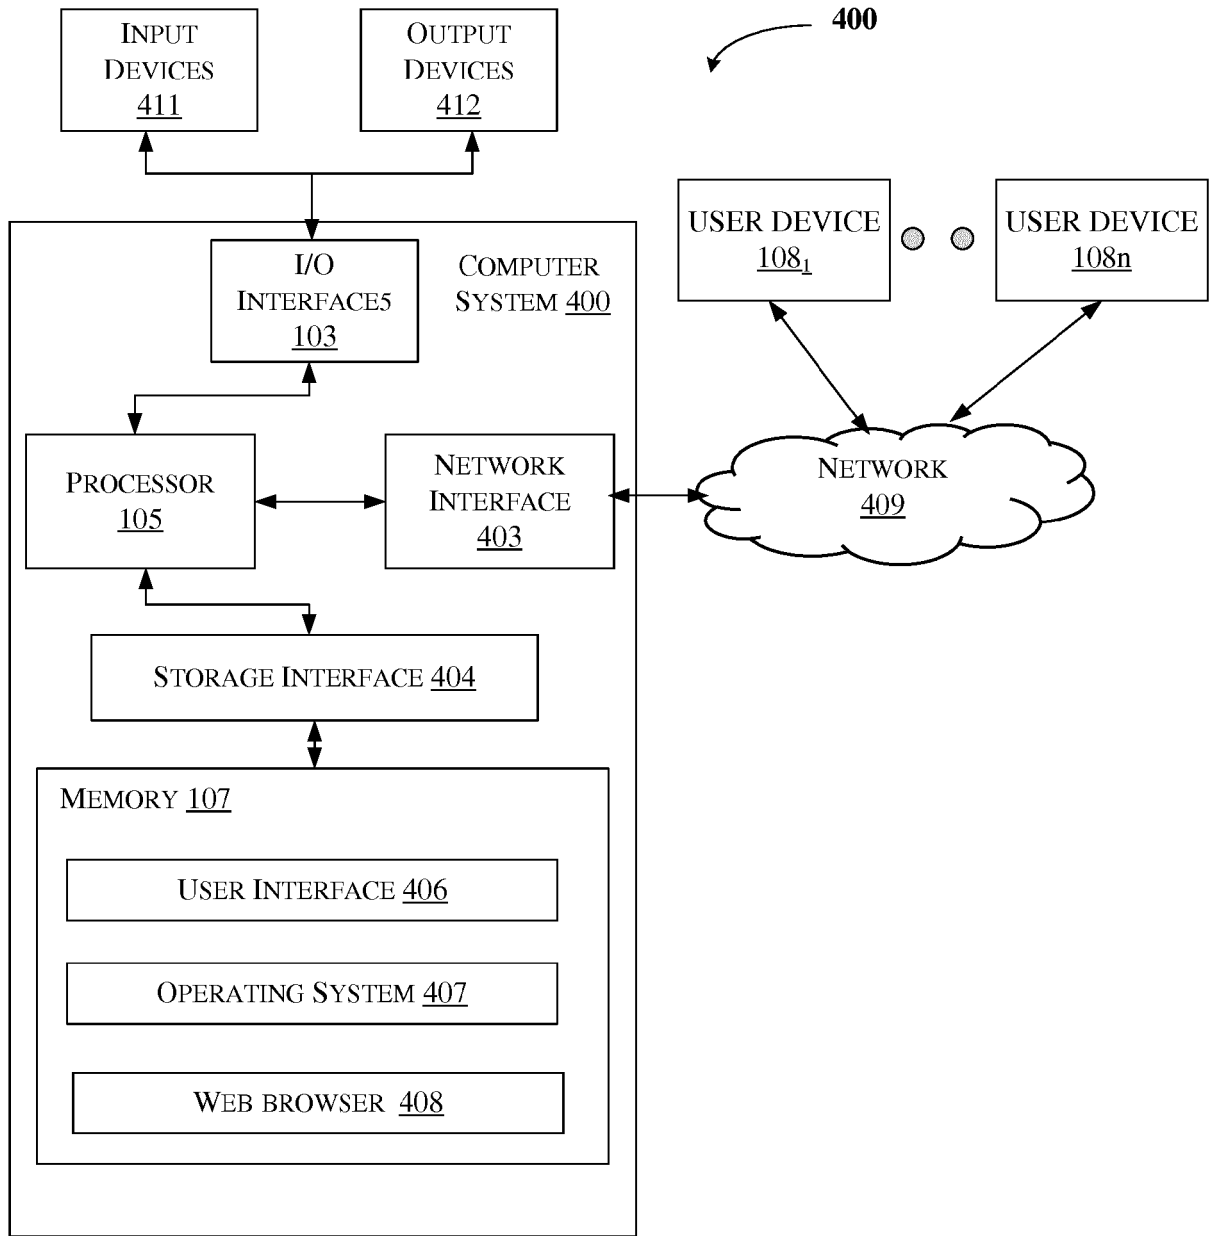 INPUT
DEVICES
411
OUTPUT
DEVICES
412
400
USER DEVICE
108₁
USER DEVICE
108n
I/O
INTERFACE5
103
COMPUTER
SYSTEM 400
PROCESSOR
105
NETWORK
INTERFACE
403
NETWORK
409
STORAGE INTERFACE 404
MEMORY 107
USER INTERFACE 406
OPERATING SYSTEM 407
WEB BROWSER 408